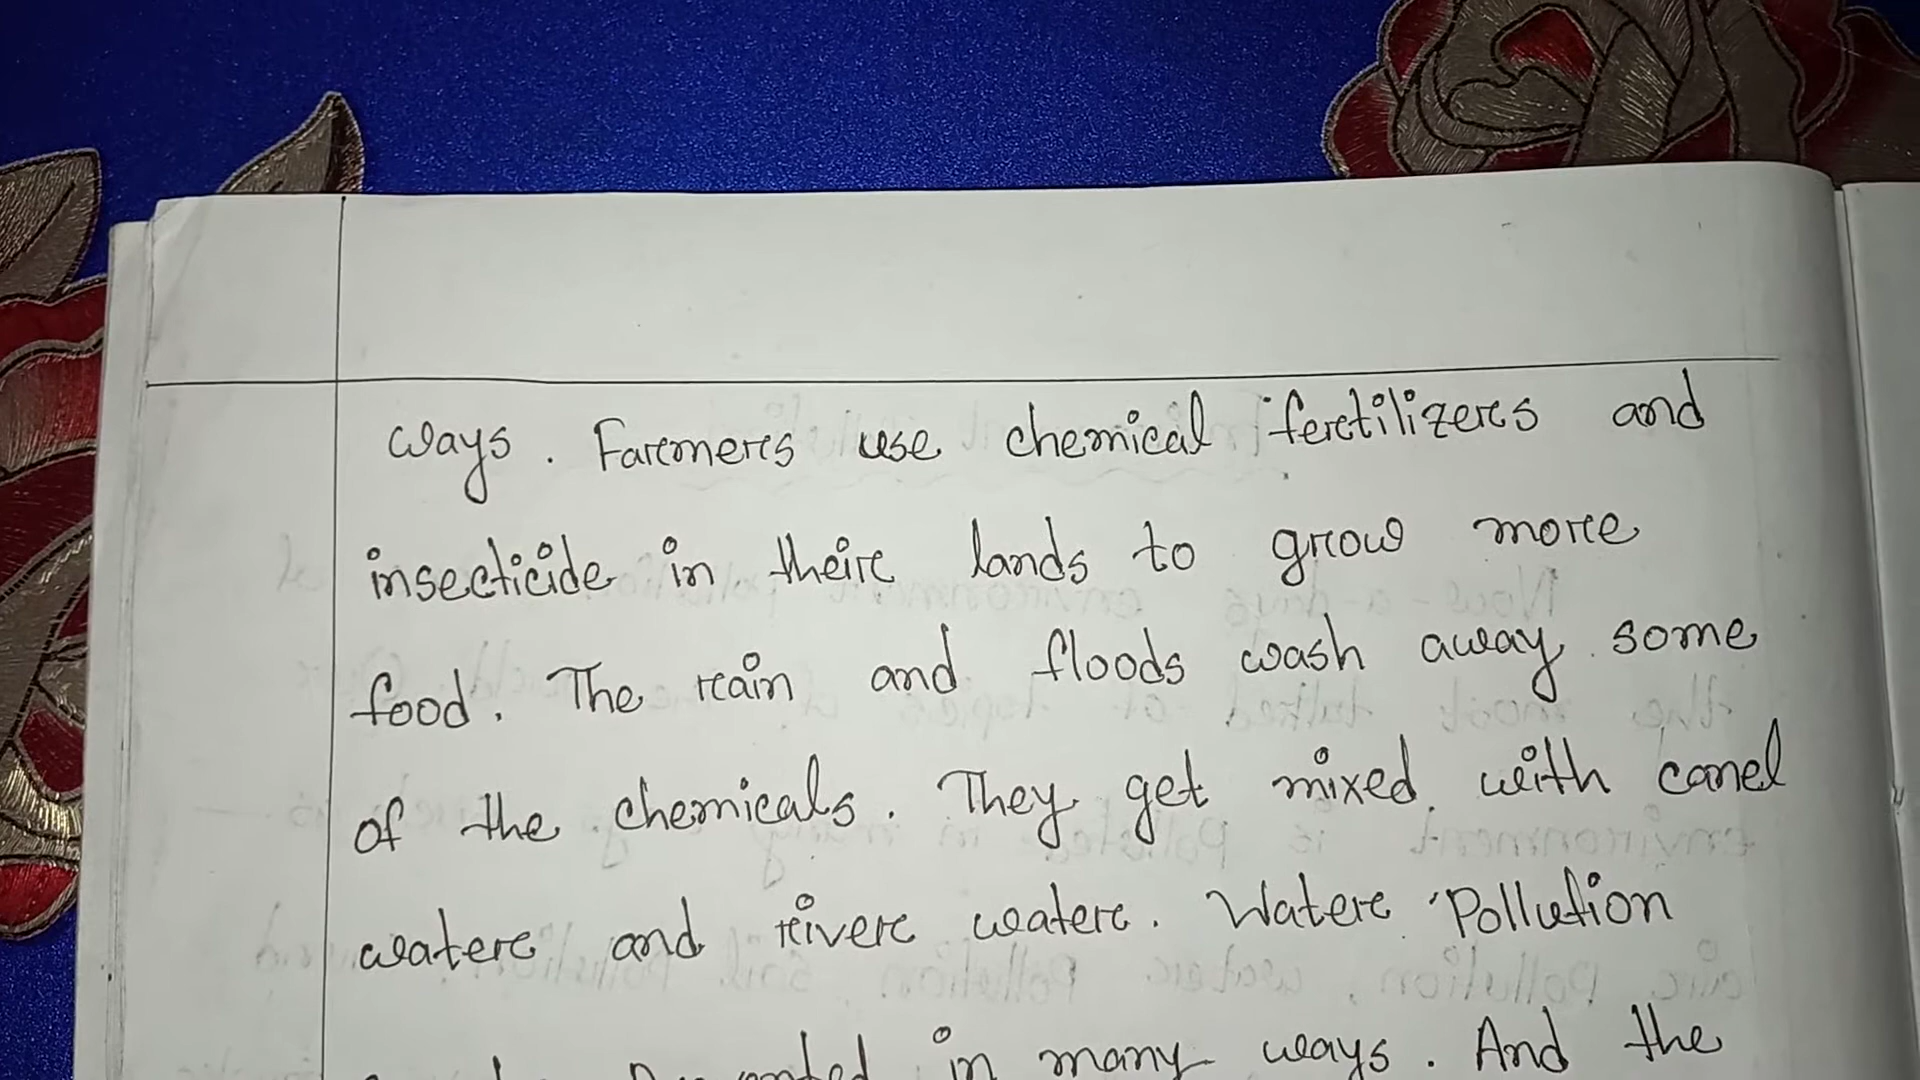 ways. Farmers use chemical fertilizers and
insecticide in their lands to grow more
food. The rain and floods wash away some
of the chemicals. They get mixed with canel
water and river water. Water Pollution
in many ways. And the